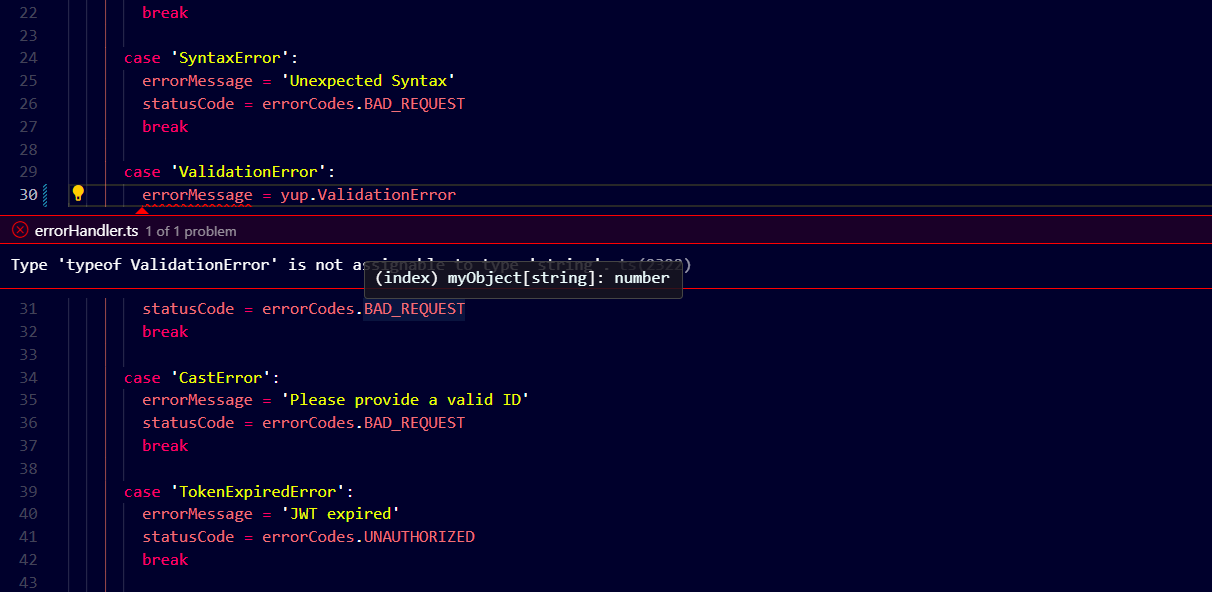 22 break
23
24 case 'SyntaxError':
25 errorMessage = 'Unexpected Syntax'
26 statusCode = errorCodes.BAD_REQUEST
27 break
28
29 case 'ValidationError':
30 errorMessage = yup.ValidationError
errorHandler.ts 1 of 1 problem
Type 'typeof ValidationError' is not assignable to type 'string'. ts(2322)
(index) myObject[string]: number
31 statusCode = errorCodes.BAD_REQUEST
32 break
33
34 case 'CastError':
35 errorMessage = 'Please provide a valid ID'
36 statusCode = errorCodes.BAD_REQUEST
37 break
38
39 case 'TokenExpiredError':
40 errorMessage = 'JWT expired'
41 statusCode = errorCodes.UNAUTHORIZED
42 break
43